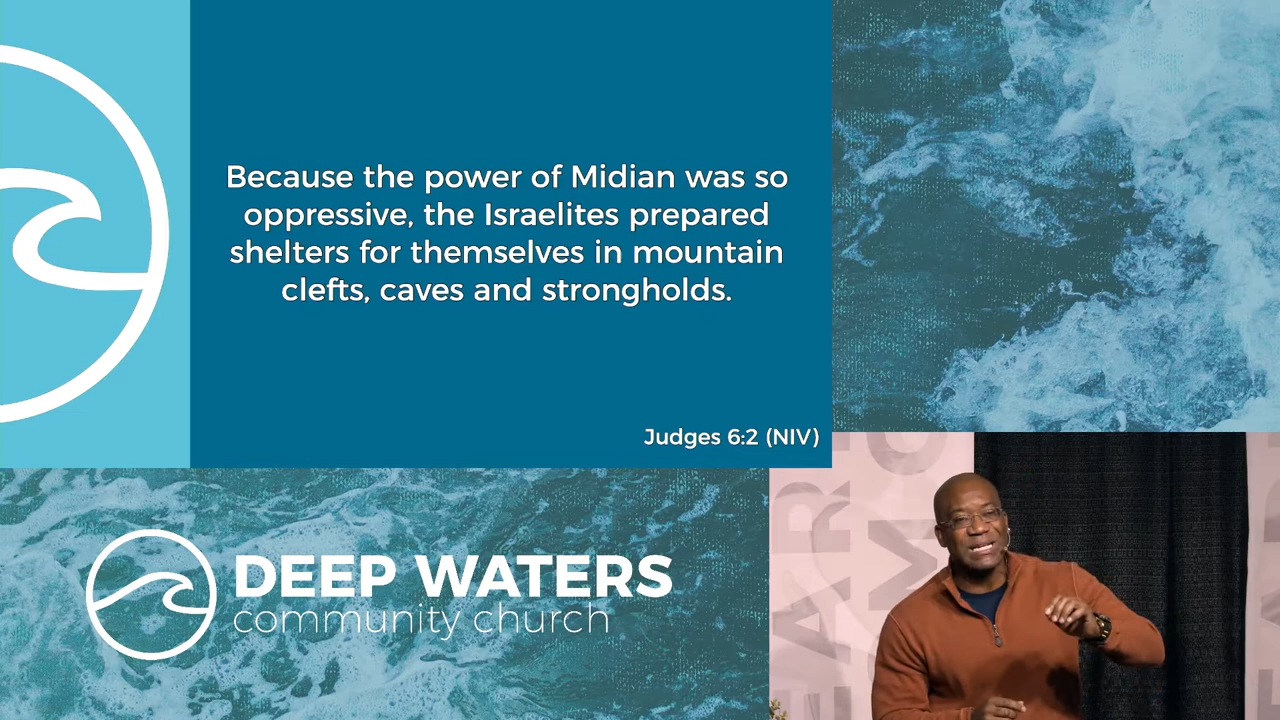 Because the power of Midian was so
oppressive, the Israelites prepared
shelters for themselves in mountain
clefts, caves and strongholds.
Judges 6:2 (NIV)
DEEP WATERS
community church